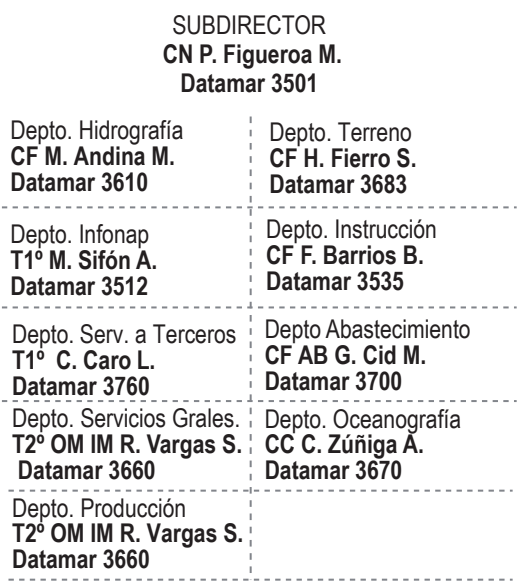 SUBDIRECTOR
CN P. Figueroa M.
Datamar 3501
Depto. Hidrografía
CF M. Andina M.
Datamar 3610
Depto. Terreno
CF H. Fierro S.
Datamar 3683
Depto. Infonap
T1º M. Sifón A.
Datamar 3512
Depto. Instrucción
CF F. Barrios B.
Datamar 3535
Depto. Serv. a Terceros
T1º C. Caro L.
Datamar 3760
Depto Abastecimiento
CF AB G. Cid M.
Datamar 3700
Depto. Servicios Grales.
T2º OM IM R. Vargas S.
Datamar 3660
Depto. Oceanografía
CC C. Zúñiga A.
Datamar 3670
Depto. Producción
T2º OM IM R. Vargas S.
Datamar 3660